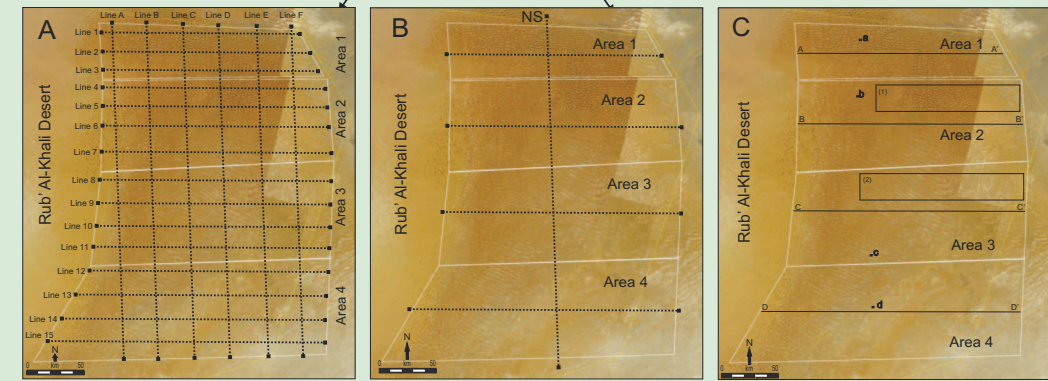 A
Line A Line B Line C Line D Line E Line F
Line 1
Line 2
Line 3
Line 4
Line 5
Line 6
Line 7
Line 8
Line 9
Line 10
Line 11
Line 12
Line 13
Line 14
Line 15
Area 1
Area 2
Area 3
Area 4
Rub' Al-Khali Desert
N
0 km 50
B
NS
Area 1
Area 2
Area 3
Area 4
Rub' Al-Khali Desert
N
0 km 50
C
a
Area 1
A A'
b
(1)
B B'
Area 2
(2)
C C'
Area 3
c
d
D D'
Area 4
Rub' Al-Khali Desert
N
0 km 50